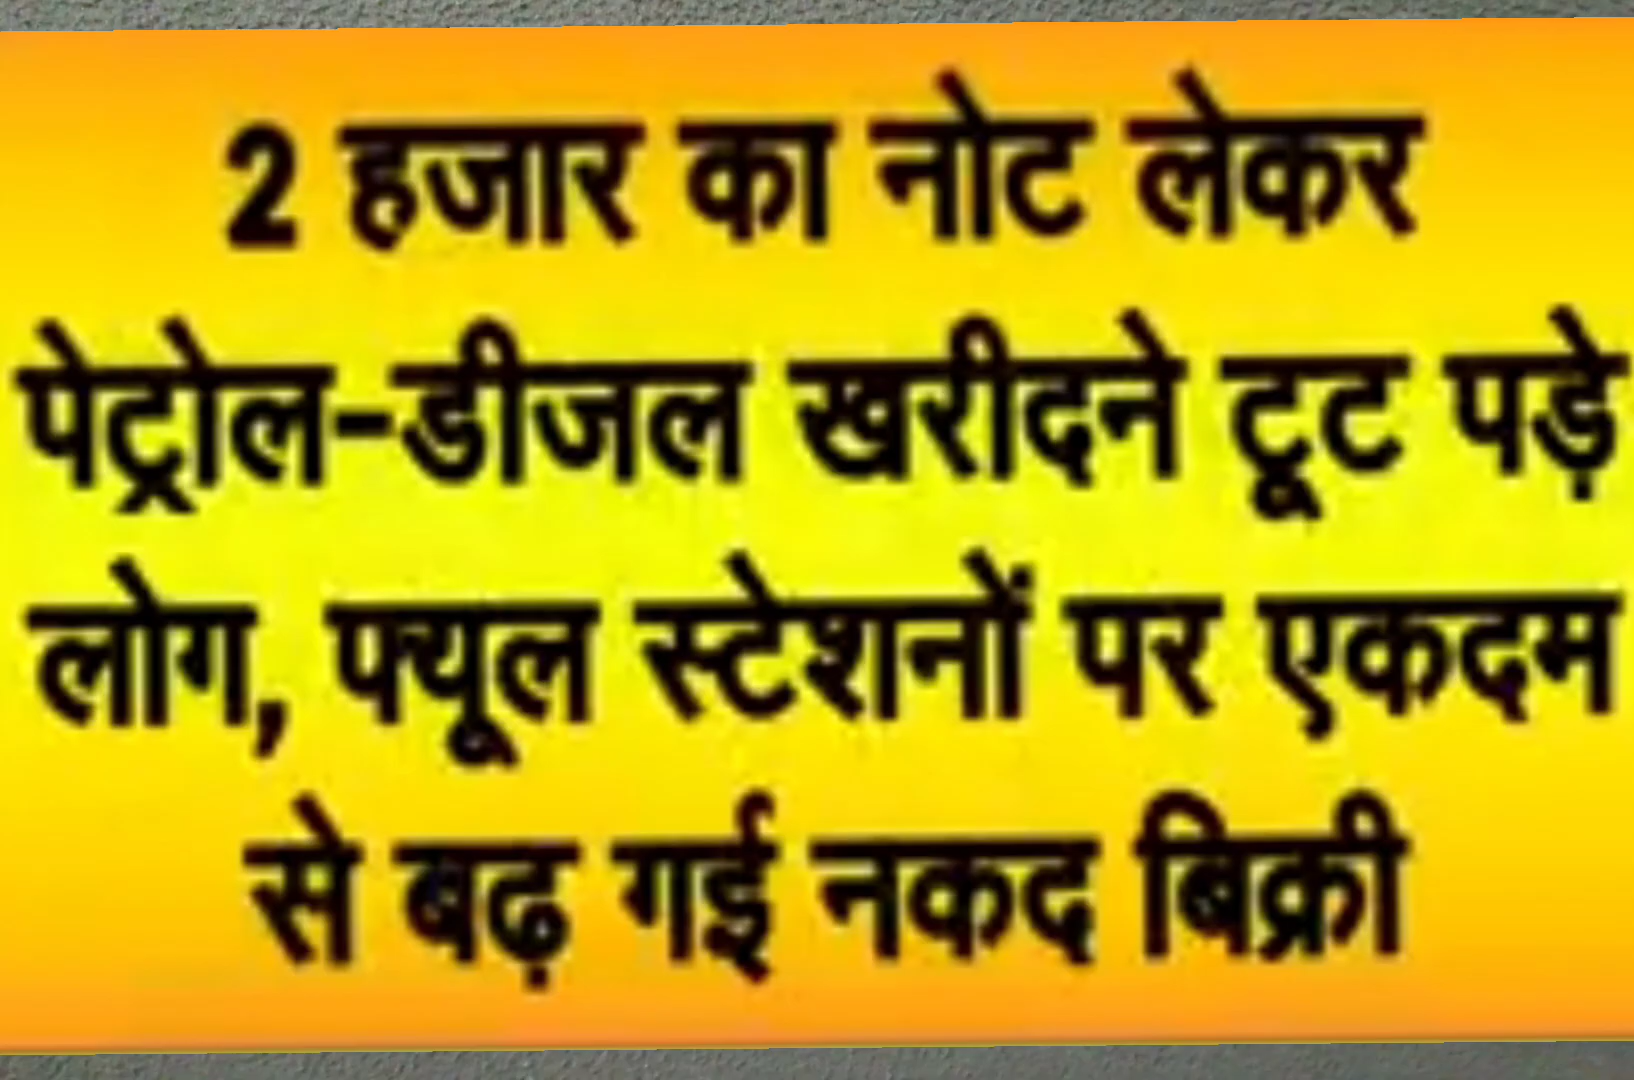 2 हजार का नोट लेकर
पेट्रोल-डीजल खरीदने टूट पड़े
लोग, फ्यूल स्टेशनों पर एकदम
से बढ़ गई नकद बिक्री